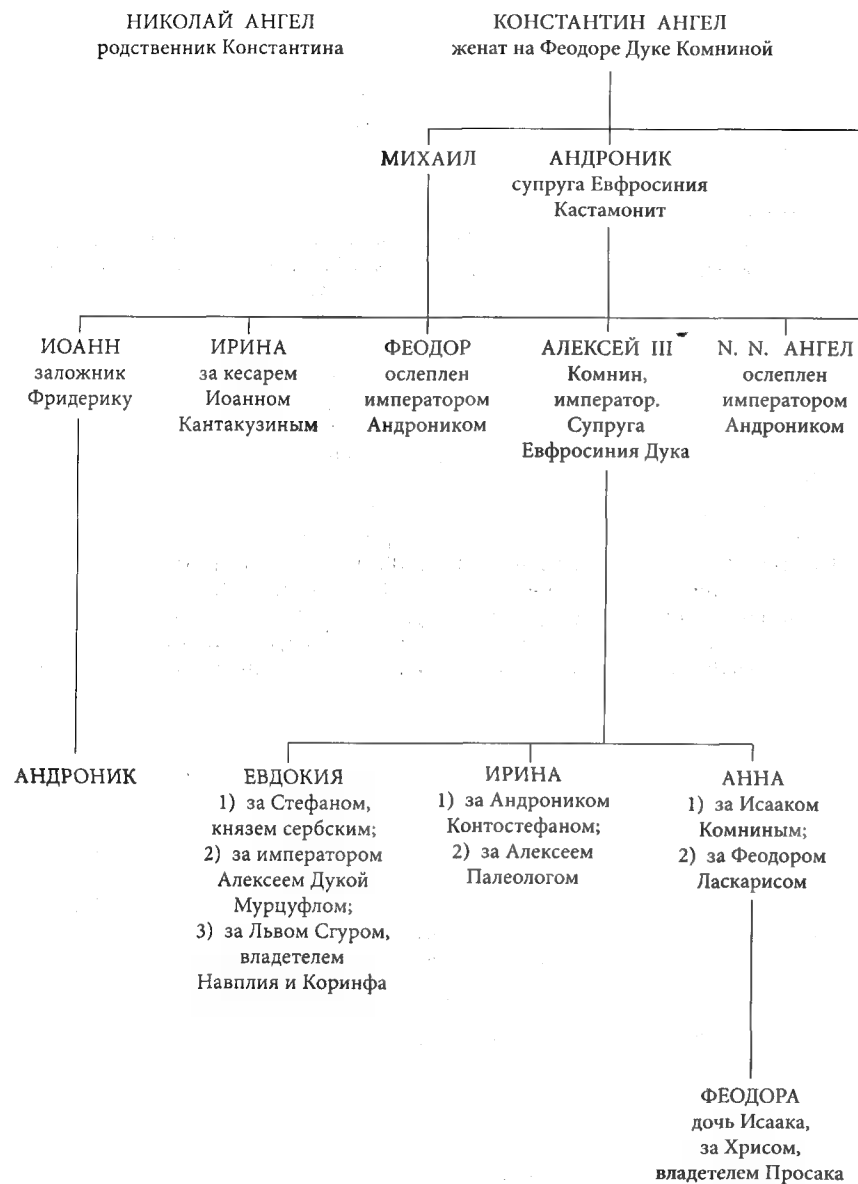 НИКОЛАЙ АНГЕЛ
родственник Константина
КОНСТАНТИН АНГЕЛ
женат на Феодоре Дуке Комниной
МИХАИЛ
АНДРОНИК
супруга Евфросиния
Кастамонит
ИОАНН
заложник
Фридерику
ИРИНА
за кесарем
Иоанном
Кантакузиным
ФЕОДОР
ослеплен
императором
Андроником
АЛЕКСЕЙ III
Комнин,
император.
Супруга
Евфросиния Дука
N. N. АНГЕЛ
ослеплен
императором
Андроником
АНДРОНИК
ЕВДОКИЯ
1) за Стефаном,
князем сербским;
2) за императором
Алексеем Дукой
Мурцуфлом;
3) за Львом Сгуром,
владетелем
Навплия и Коринфа
ИРИНА
1) за Андроником
Контостефаном;
2) за Алексеем
Палеологом
АННА
1) за Исааком
Комниным;
2) за Феодором
Ласкарисом
ФЕОДОРА
дочь Исаака,
за Хрисом,
владетелем Просака